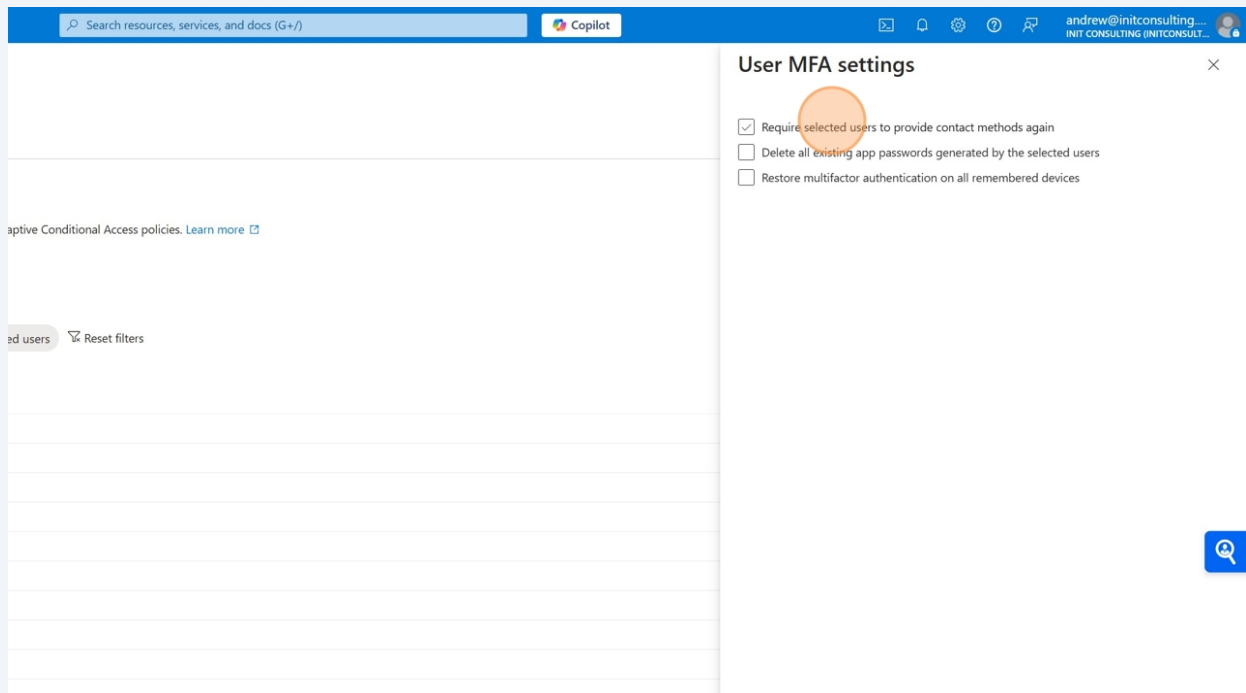 Search resources, services, and docs (G+/)
Copilot
andrew@initconsulting....
INIT CONSULTING (INITCONSULT...
User MFA settings
Require selected users to provide contact methods again
Delete all existing app passwords generated by the selected users
Restore multifactor authentication on all remembered devices
aptive Conditional Access policies. Learn more
ed users
Reset filters